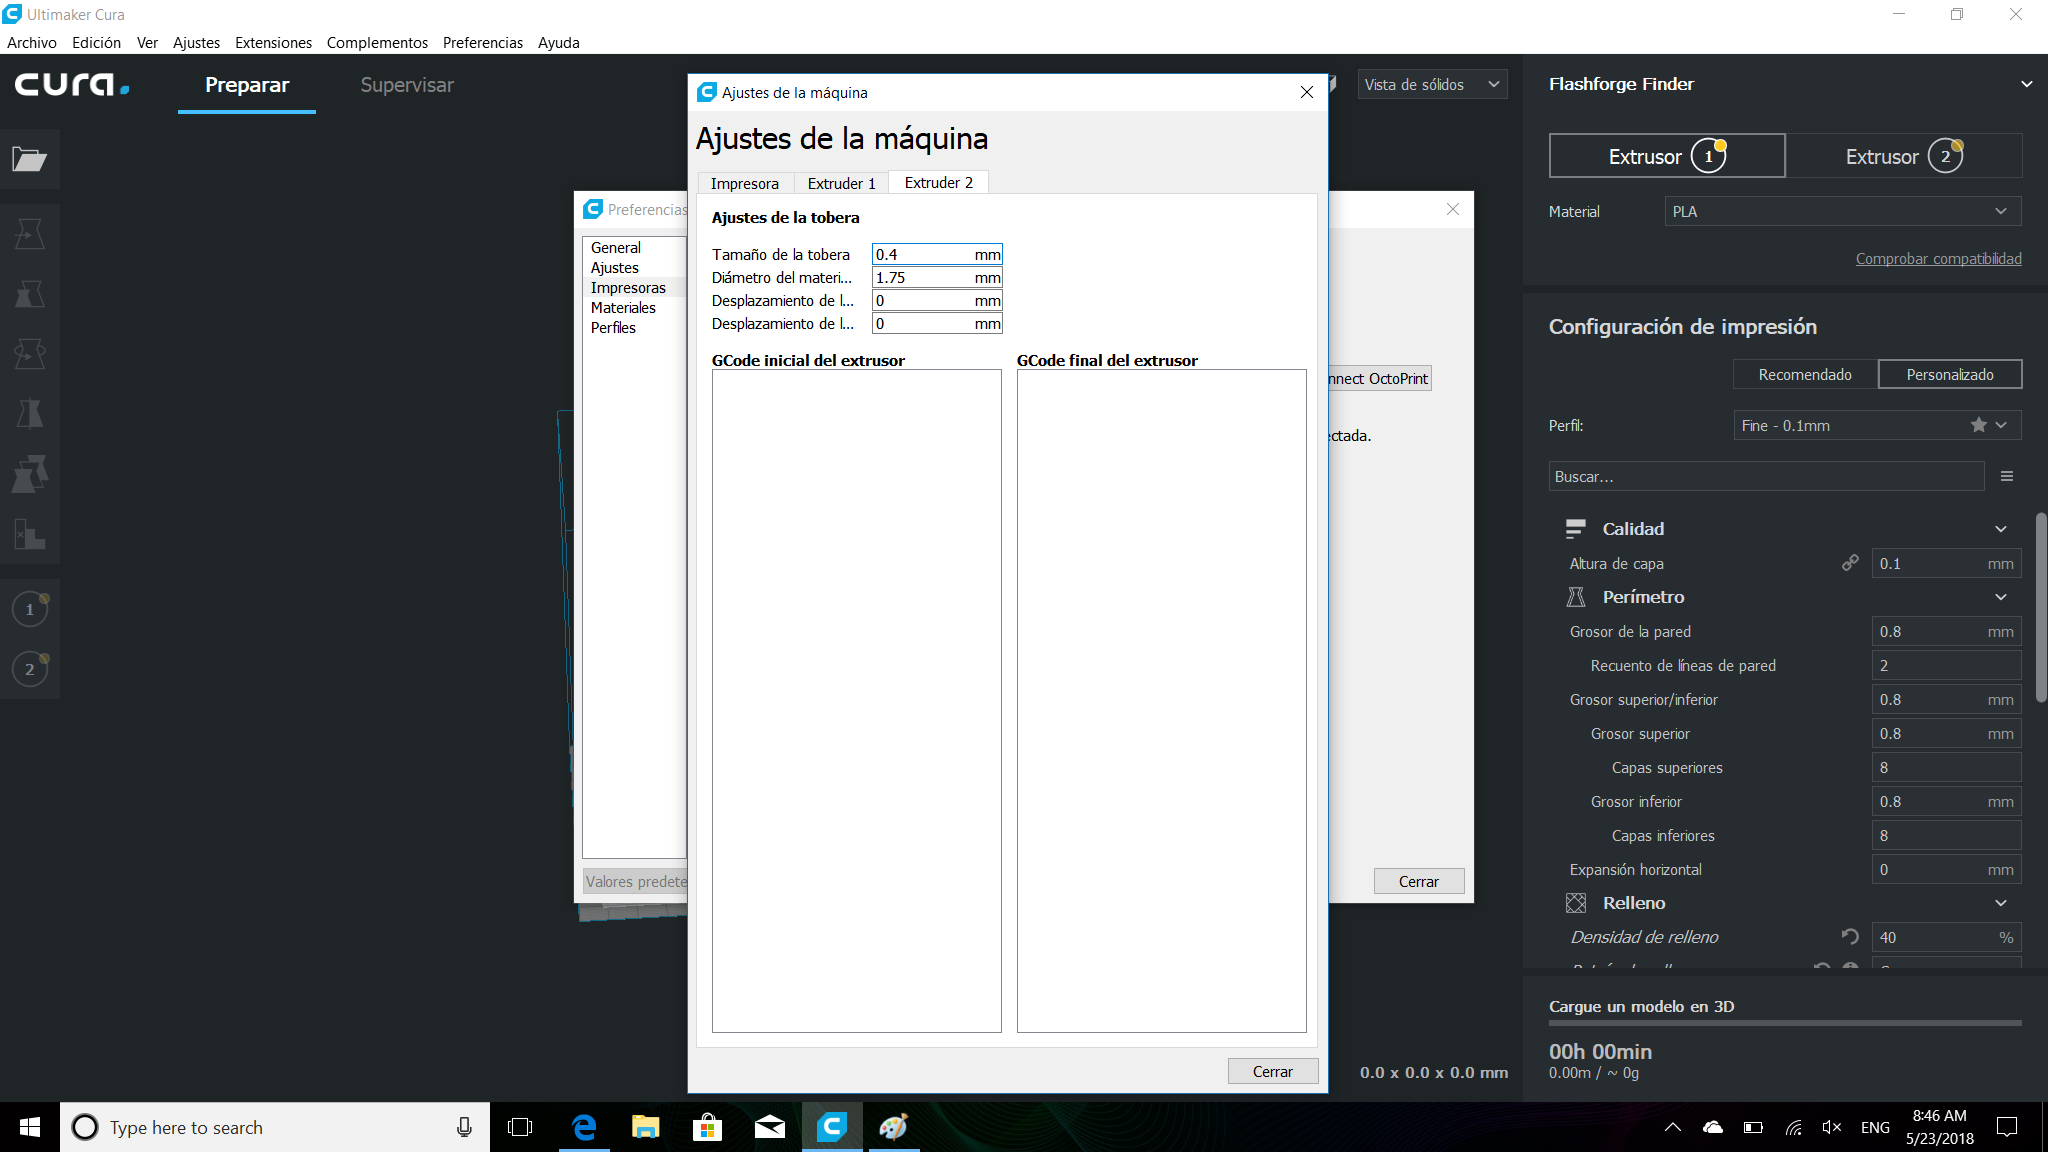 Ultimaker Cura
Archivo Edición Ver Ajustes Extensiones Complementos Preferencias Ayuda
cura.
Preparar
Supervisar
Vista de sólidos
Ajustes de la máquina
Ajustes de la máquina
Impresora
Extruder 1
Extruder 2
Ajustes de la tobera
Tamaño de la tobera 0.4 mm
Diámetro del materi... 1.75 mm
Desplazamiento de l... 0 mm
Desplazamiento de l... 0 mm
GCode inicial del extrusor
GCode final del extrusor
Cerrar
Preferencias
General
Ajustes
Impresoras
Materiales
Perfiles
nnect OctoPrint
ectada.
Valores predete
Cerrar
1
2
Flashforge Finder
Extrusor 1
Extrusor 2
Material PLA
Comprobar compatibilidad
Configuración de impresión
Recomendado
Personalizado
Perfil: Fine - 0.1mm
Buscar...
Calidad
Altura de capa 0.1 mm
Perímetro
Grosor de la pared 0.8 mm
Recuento de líneas de pared 2
Grosor superior/inferior 0.8 mm
Grosor superior 0.8 mm
Capas superiores 8
Grosor inferior 0.8 mm
Capas inferiores 8
Expansión horizontal 0 mm
Relleno
Densidad de relleno 40 %
Cargue un modelo en 3D
00h 00min
0.00m / ~ 0g
0.0 x 0.0 x 0.0 mm
Type here to search
ENG
8:46 AM
5/23/2018